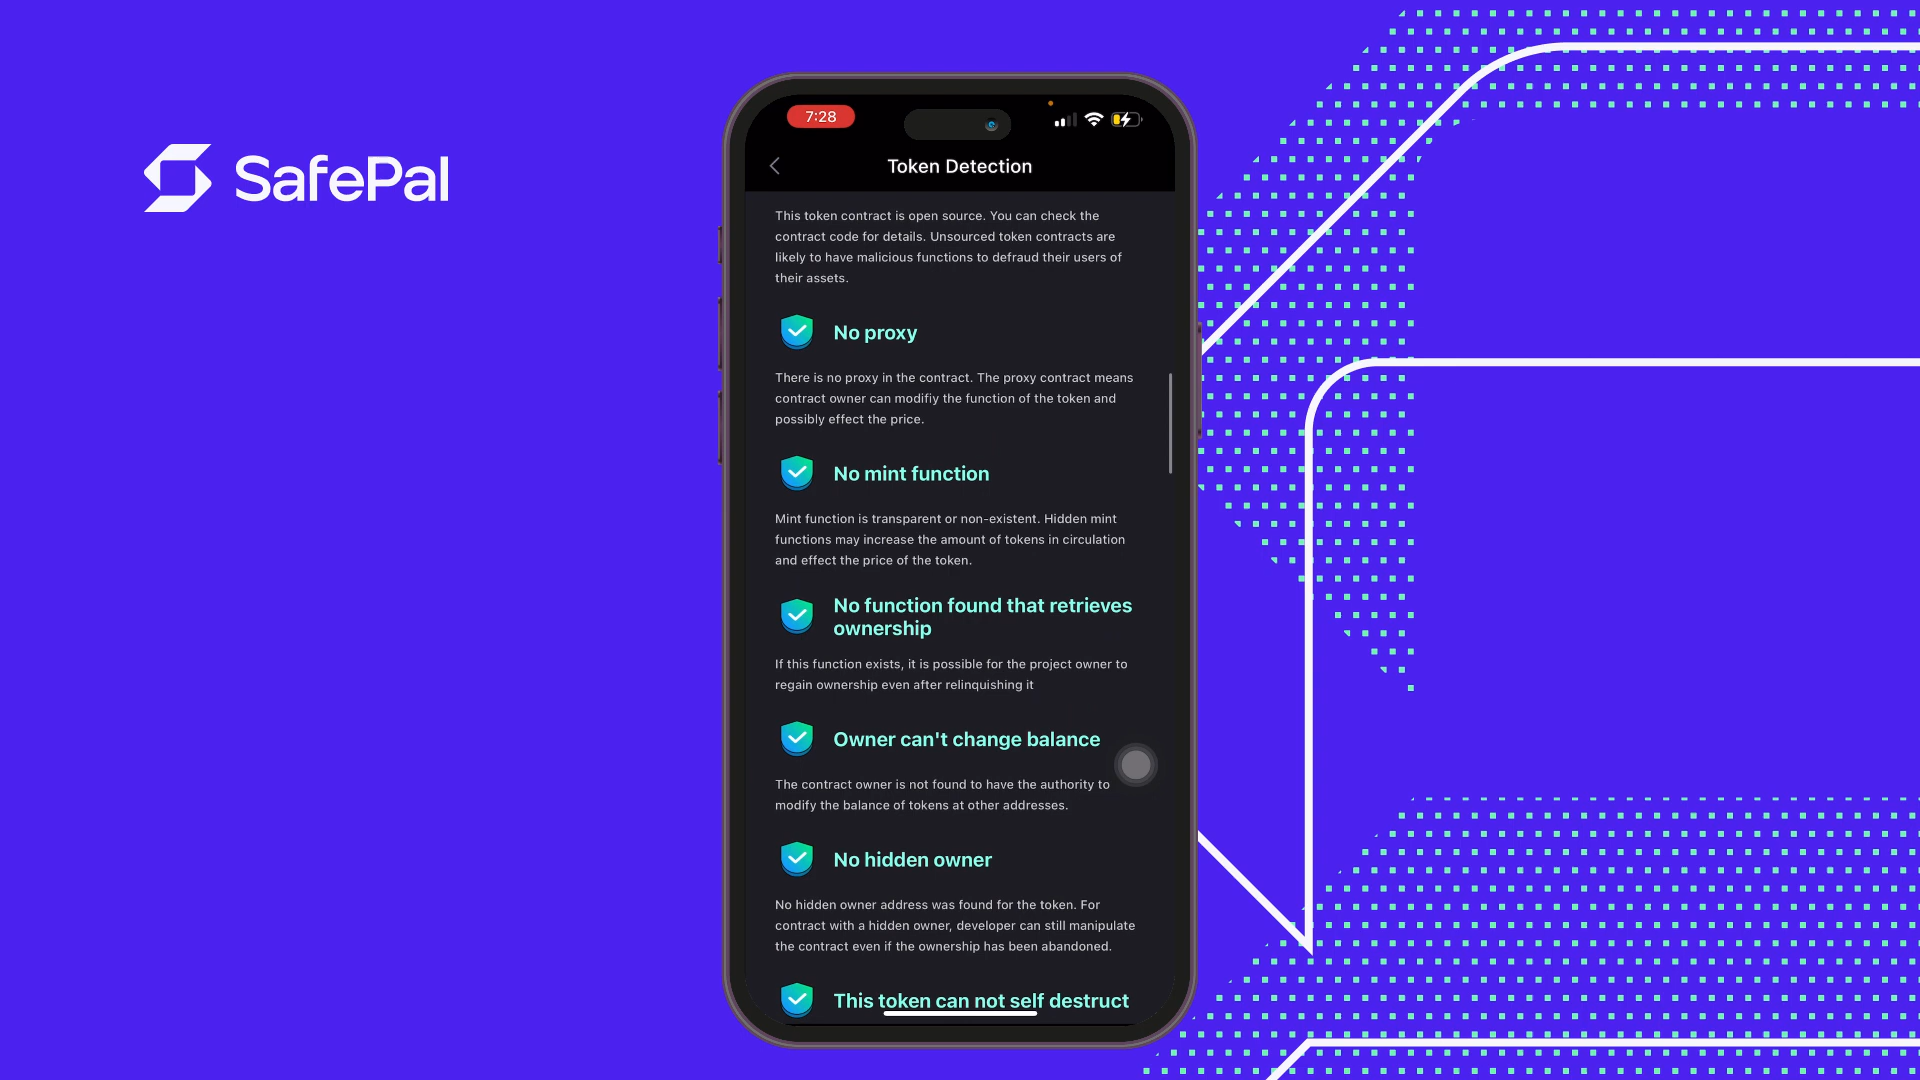 SafePal
7:28
Token Detection
This token contract is open source. You can check the
contract code for details. Unsourced token contracts are
likely to have malicious functions to defraud their users of
their assets.
No proxy
There is no proxy in the contract. The proxy contract means
contract owner can modifiy the function of the token and
possibly effect the price.
No mint function
Mint function is transparent or non-existent. Hidden mint
functions may increase the amount of tokens in circulation
and effect the price of the token.
No function found that retrieves
ownership
If this function exists, it is possible for the project owner to
regain ownership even after relinquishing it
Owner can't change balance
The contract owner is not found to have the authority to
modify the balance of tokens at other addresses.
No hidden owner
No hidden owner address was found for the token. For
contract with a hidden owner, developer can still manipulate
the contract even if the ownership has been abandoned.
This token can not self destruct